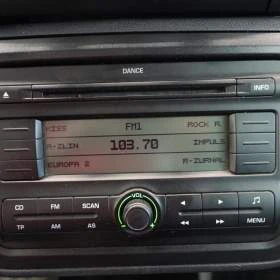 DANCE
INFO
KISS FM1 ROCK R.
R-ZLIN 103.70 IMPULS
EUROPA 2 R-ZURNAL
CD FM SCAN VOL
TP AM AS MENU